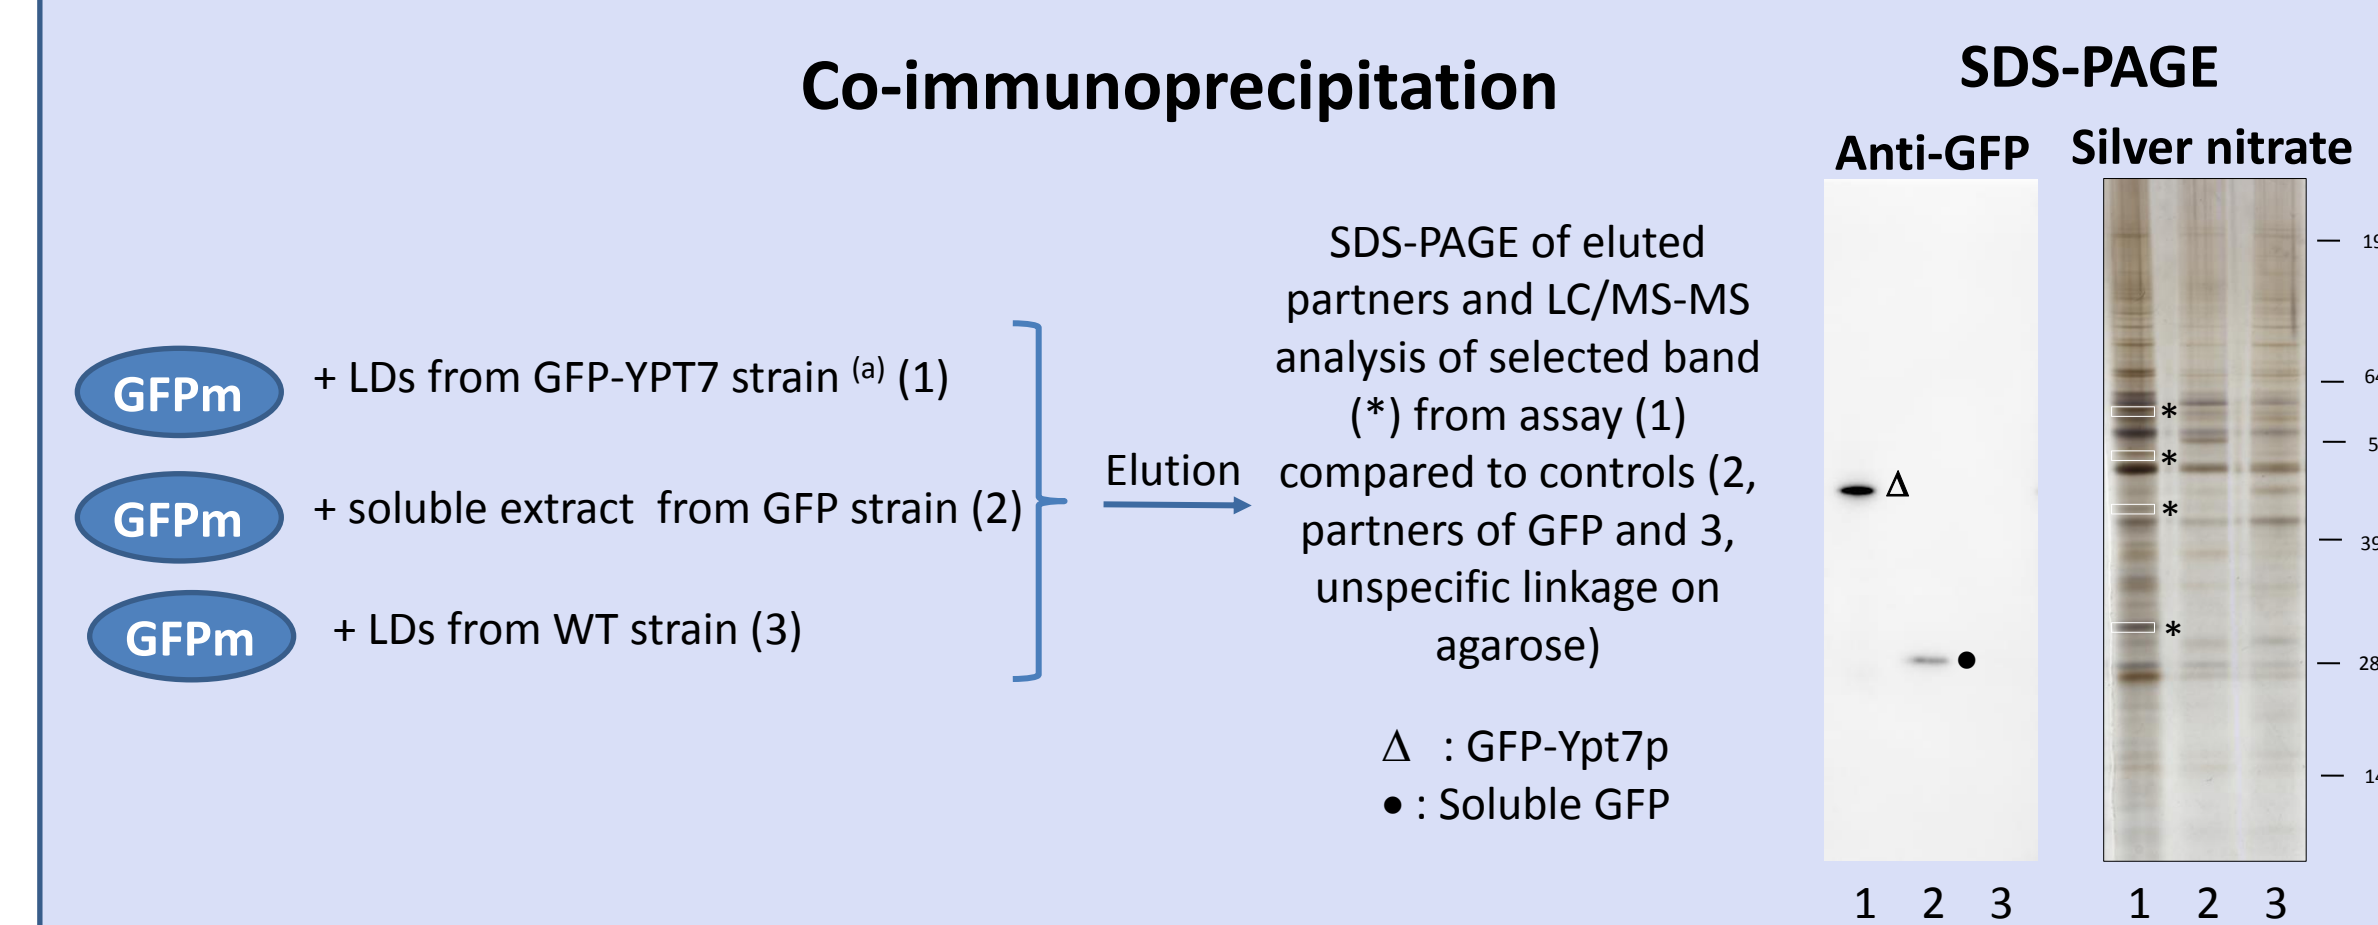 Co-immunoprecipitation
GFPm
+ LDs from GFP-YPT7 strain (a) (1)
GFPm
+ soluble extract from GFP strain (2)
GFPm
+ LDs from WT strain (3)
Elution
SDS-PAGE of eluted
partners and LC/MS-MS
analysis of selected band
(*) from assay (1)
compared to controls (2,
partners of GFP and 3,
unspecific linkage on
agarose)
Δ : GFP-Ypt7p
● : Soluble GFP
SDS-PAGE
Anti-GFP
Δ
●
1 2 3
Silver nitrate
*
*
*
*
39
28
14
1 2 3